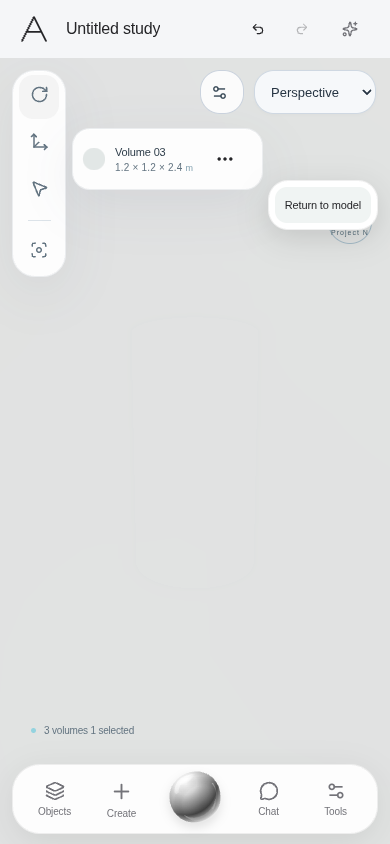 Untitled study
Perspective
Volume 03
1.2 × 1.2 × 2.4 m
Return to model
Project N
3 volumes 1 selected
Objects
Create
Chat
Tools